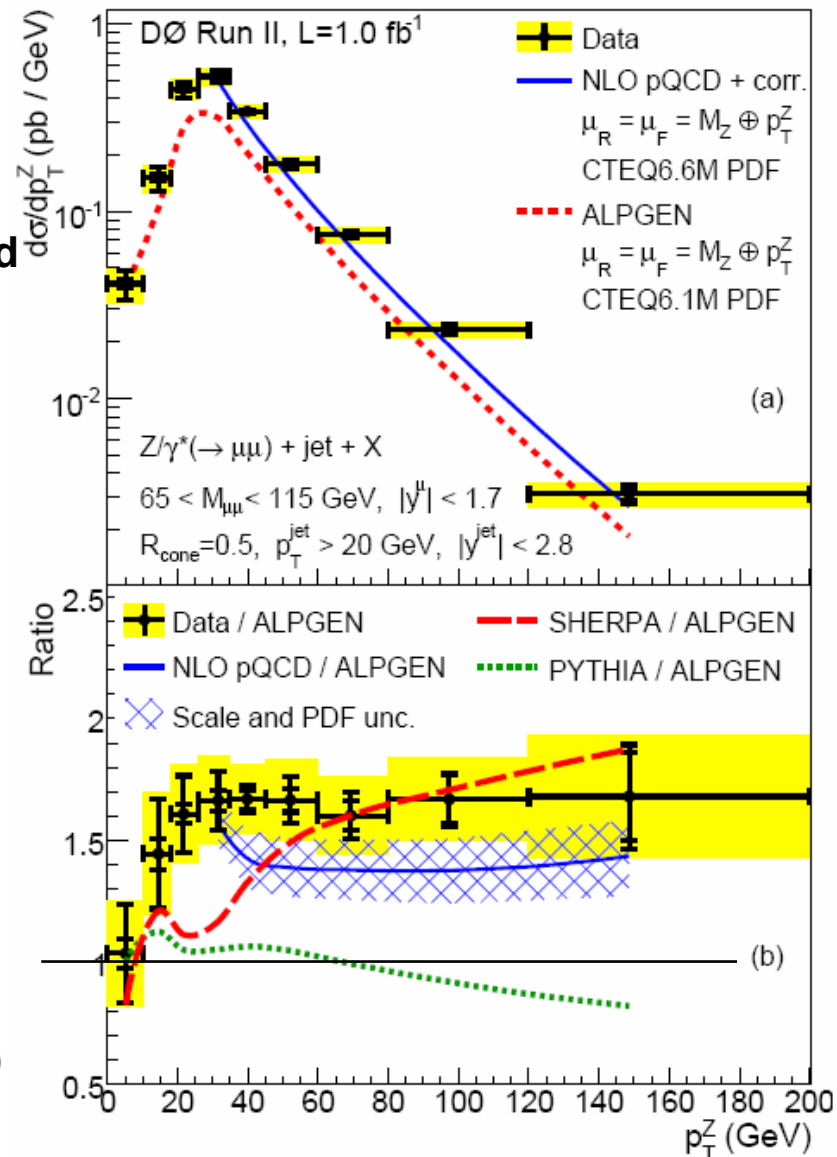 DØ Run II, L=1.0 fb⁻¹
Data
NLO pQCD + corr.
μ_R = μ_F = M_Z ⊕ p_T^Z
CTEQ6.6M PDF
ALPGEN
μ_R = μ_F = M_Z ⊕ p_T^Z
CTEQ6.1M PDF
dσ/dp_T^Z (pb / GeV)
d
1
10⁻¹
10⁻²
(a)
Z/γ*(→ μμ) + jet + X
65 < M_μμ < 115 GeV, |y^μ| < 1.7
R_cone=0.5, p_T^jet > 20 GeV, |y^jet| < 2.8
Ratio
2.5
2
1.5
1
0.5
Data / ALPGEN
SHERPA / ALPGEN
NLO pQCD / ALPGEN
PYTHIA / ALPGEN
Scale and PDF unc.
(b)
)
0 20 40 60 80 100 120 140 160 180 200
p_T^Z (GeV)